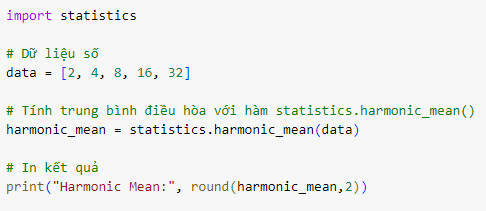 import statistics
# Dữ liệu số
data = [2, 4, 8, 16, 32]
# Tính trung bình điều hòa với hàm statistics.harmonic_mean()
harmonic_mean = statistics.harmonic_mean(data)
# In kết quả
print("Harmonic Mean:", round(harmonic_mean,2))